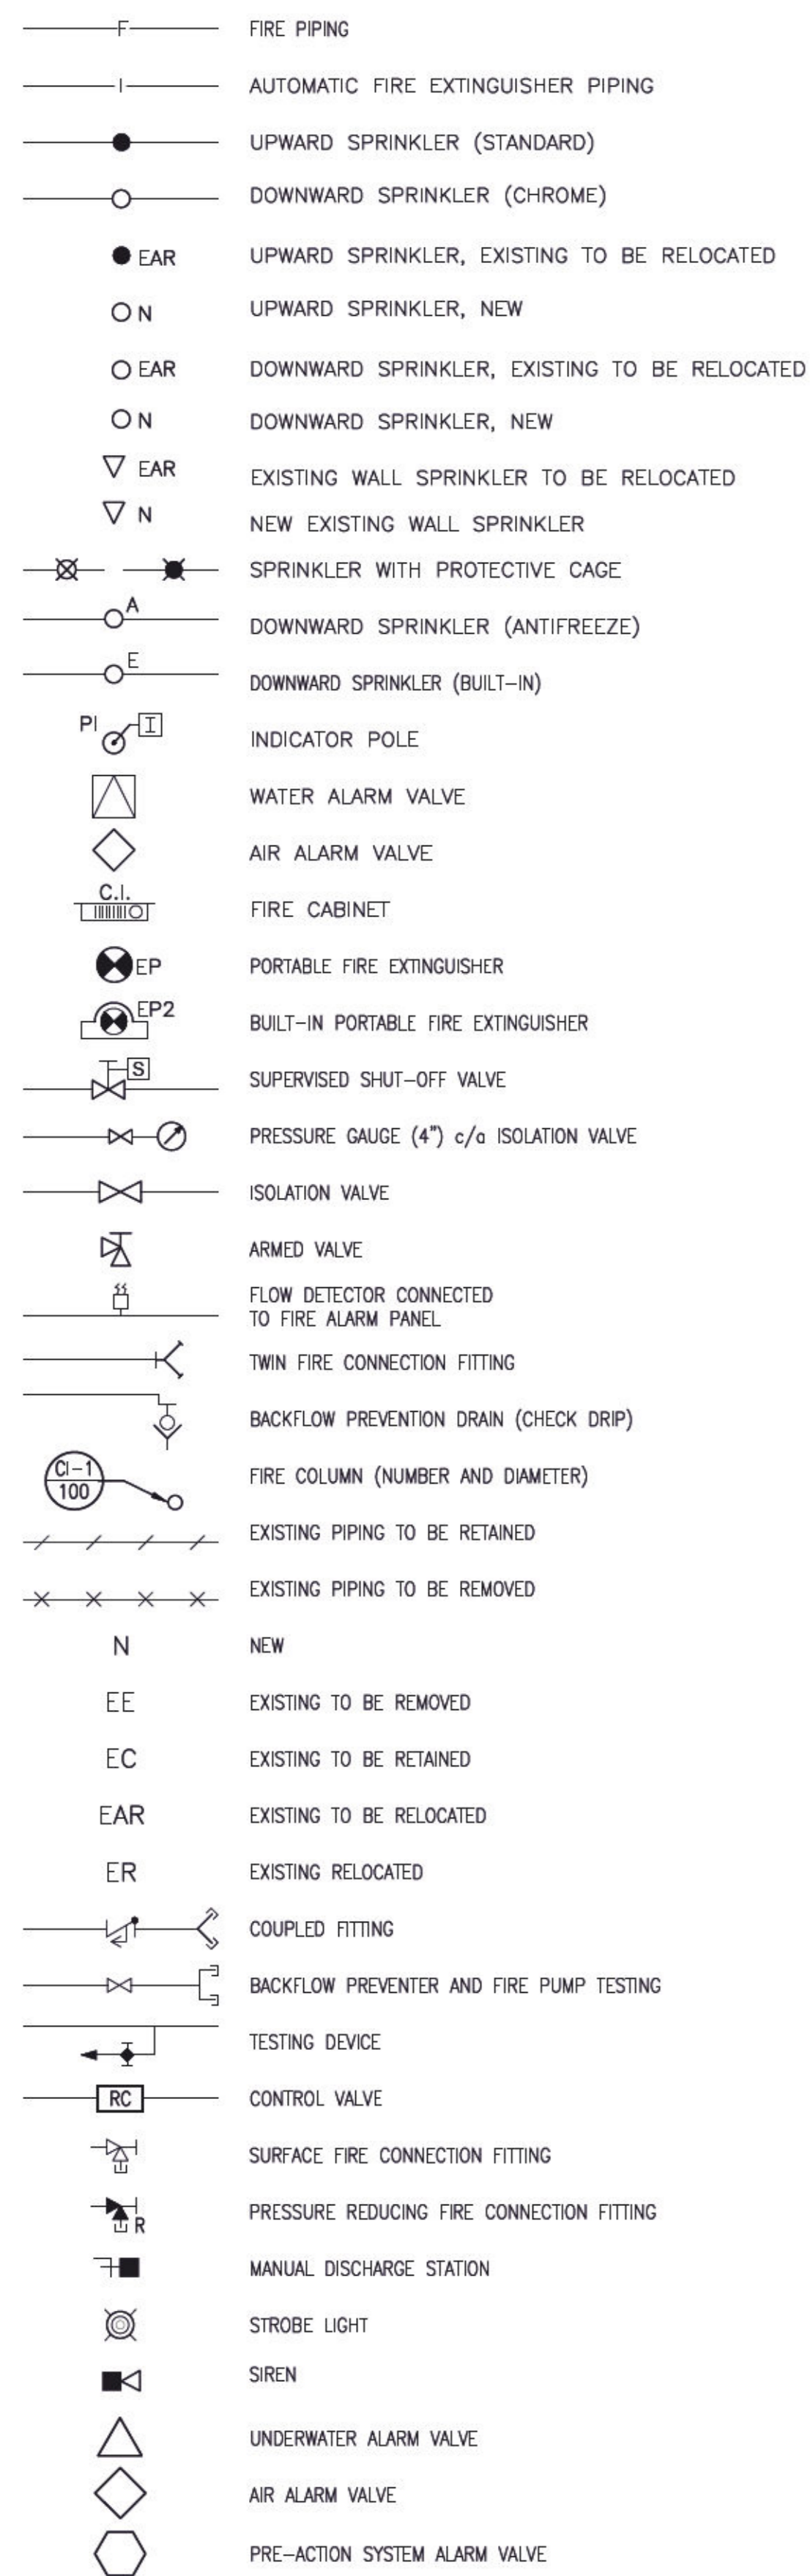 F FIRE PIPING
I AUTOMATIC FIRE EXTINGUISHER PIPING
UPWARD SPRINKLER (STANDARD)
DOWNWARD SPRINKLER (CHROME)
EAR UPWARD SPRINKLER, EXISTING TO BE RELOCATED
N UPWARD SPRINKLER, NEW
EAR DOWNWARD SPRINKLER, EXISTING TO BE RELOCATED
N DOWNWARD SPRINKLER, NEW
EAR EXISTING WALL SPRINKLER TO BE RELOCATED
N NEW EXISTING WALL SPRINKLER
SPRINKLER WITH PROTECTIVE CAGE
A DOWNWARD SPRINKLER (ANTIFREEZE)
E DOWNWARD SPRINKLER (BUILT-IN)
PI I INDICATOR POLE
WATER ALARM VALVE
AIR ALARM VALVE
C.I. FIRE CABINET
EP PORTABLE FIRE EXTINGUISHER
EP2 BUILT-IN PORTABLE FIRE EXTINGUISHER
S SUPERVISED SHUT-OFF VALVE
PRESSURE GAUGE (4") c/a ISOLATION VALVE
ISOLATION VALVE
ARMED VALVE
FLOW DETECTOR CONNECTED
TO FIRE ALARM PANEL
TWIN FIRE CONNECTION FITTING
BACKFLOW PREVENTION DRAIN (CHECK DRIP)
CI-1
100
FIRE COLUMN (NUMBER AND DIAMETER)
EXISTING PIPING TO BE RETAINED
EXISTING PIPING TO BE REMOVED
N NEW
EE EXISTING TO BE REMOVED
EC EXISTING TO BE RETAINED
EAR EXISTING TO BE RELOCATED
ER EXISTING RELOCATED
COUPLED FITTING
BACKFLOW PREVENTER AND FIRE PUMP TESTING
TESTING DEVICE
RC CONTROL VALVE
SURFACE FIRE CONNECTION FITTING
R PRESSURE REDUCING FIRE CONNECTION FITTING
MANUAL DISCHARGE STATION
STROBE LIGHT
SIREN
UNDERWATER ALARM VALVE
AIR ALARM VALVE
PRE-ACTION SYSTEM ALARM VALVE